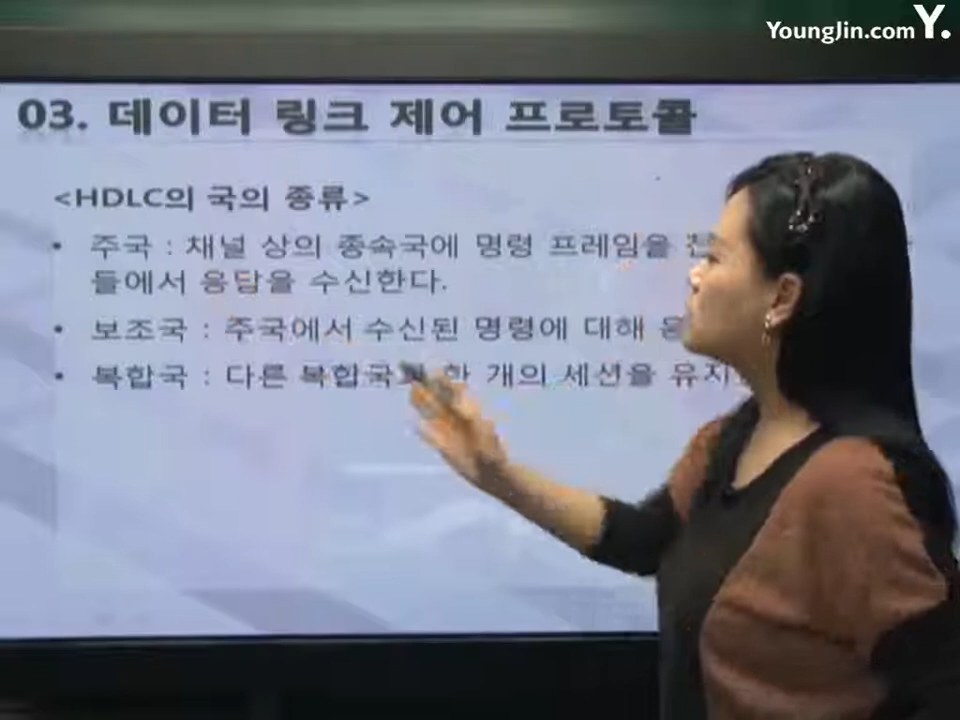 YoungJin.com Y.
03. 데이터 링크 제어 프로토콜
<HDLC의 국의 종류>
• 주국 : 채널 상의 종속국에 명령 프레임을
들에서 응답을 수신한다.
• 보조국 : 주국에서 수신된 명령에 대해
• 복합국 : 다른 복합국과 한 개의 세션을 유지